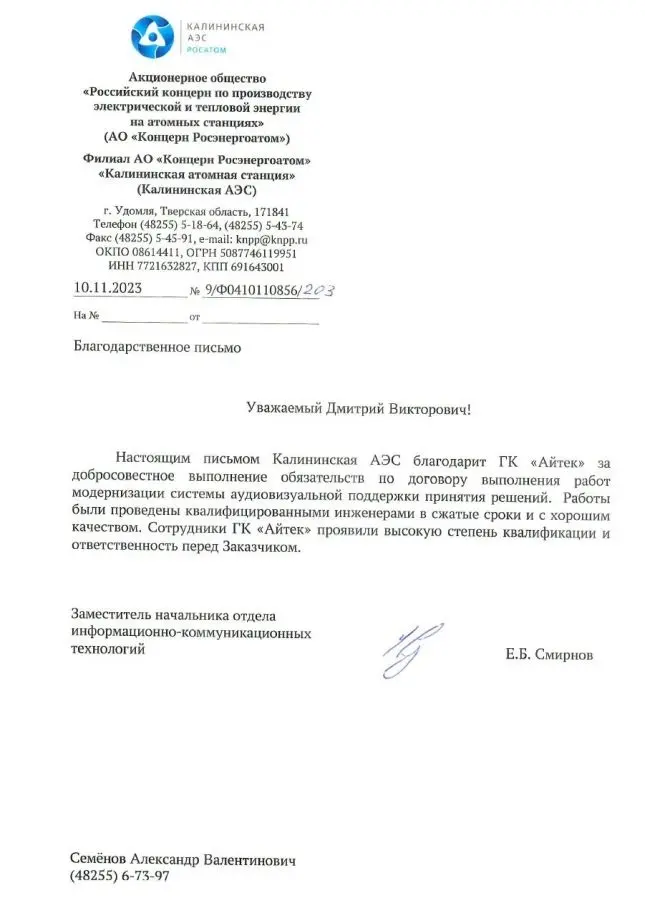 КАЛИНИНСКАЯ
АЭС
РОСАТОМ
Акционерное общество
«Российский концерн по производству
электрической и тепловой энергии
на атомных станциях»
(АО «Концерн Росэнергоатом»)
Филиал АО «Концерн Росэнергоатом»
«Калининская атомная станция»
(Калининская АЭС)
г. Удомля, Тверская область, 171841
Телефон (48255) 5-18-64, (48255) 5-43-74
Факс (48255) 5-45-91, e-mail: knpp@knpp.ru
ОКПО 08614411, ОГРН 5087746119951
ИНН 7721632827, КПП 691643001
10.11.2023 № 9/Ф0410110856/203
На № от
Благодарственное письмо
Уважаемый Дмитрий Викторович!
Настоящим письмом Калининская АЭС благодарит ГК «Айтек» за
добросовестное выполнение обязательств по договору выполнения работ
модернизации системы аудиовизуальной поддержки принятия решений. Работы
были проведены квалифицированными инженерами в сжатые сроки и с хорошим
качеством. Сотрудники ГК «Айтек» проявили высокую степень квалификации и
ответственность перед Заказчиком.
Заместитель начальника отдела
информационно-коммуникационных
технологий Е.Б. Смирнов
Семёнов Александр Валентинович
(48255) 6-73-97